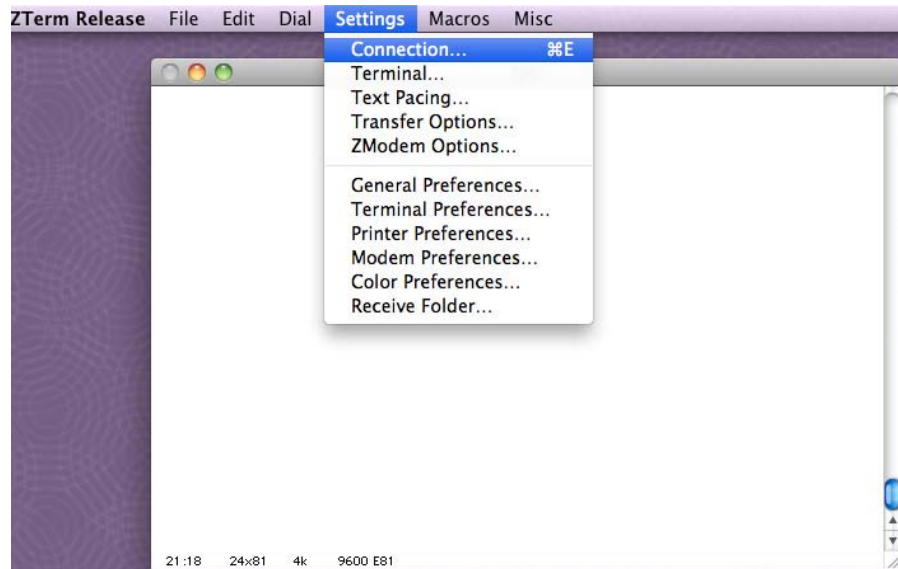 ZTerm Release File Edit Dial Settings Macros Misc
Connection... ⌘E
Terminal...
Text Pacing...
Transfer Options...
ZModem Options...
General Preferences...
Terminal Preferences...
Printer Preferences...
Modem Preferences...
Color Preferences...
Receive Folder...
21:18 24x81 4k 9600 E81